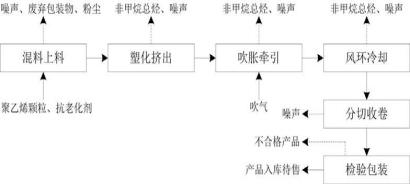 噪声、废弃包装物、粉尘
非甲烷总烃、噪声
非甲烷总烃、噪声
非甲烷总烃、噪声
混料上料
塑化挤出
吹胀牵引
风环冷却
聚乙烯颗粒、抗老化剂
吹气
噪声
分切收卷
不合格产品
产品入库待售
检验包装